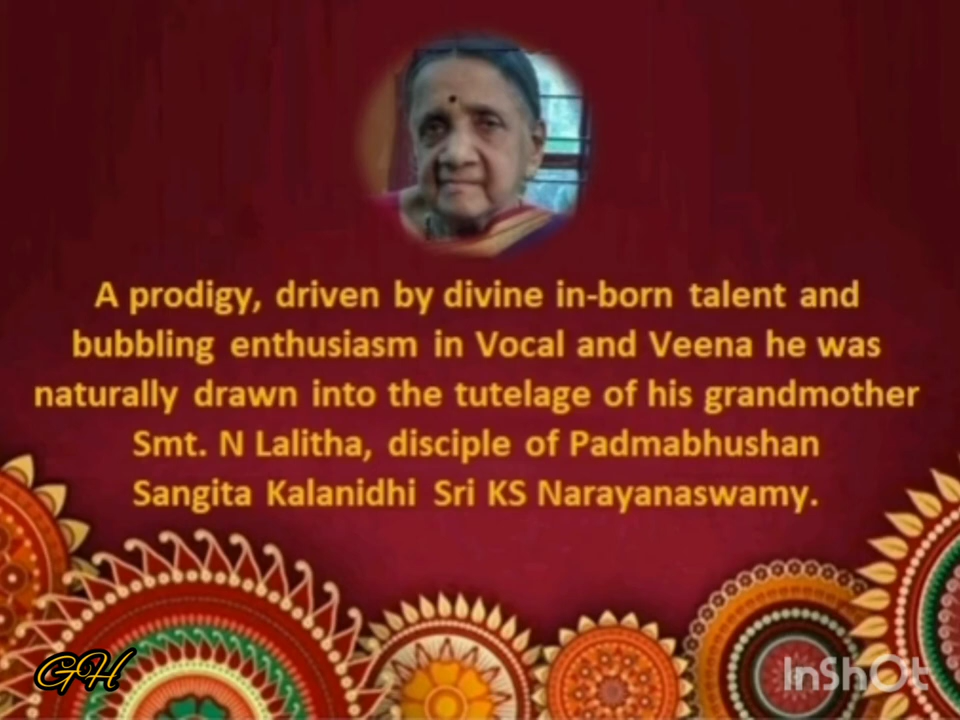 A prodigy, driven by divine in-born talent and
bubbling enthusiasm in Vocal and Veena he was
naturally drawn into the tutelage of his grandmother
Smt. N Lalitha, disciple of Padmabhushan
Sangita Kalanidhi Sri KS Narayanaswamy.
GH
InShOt